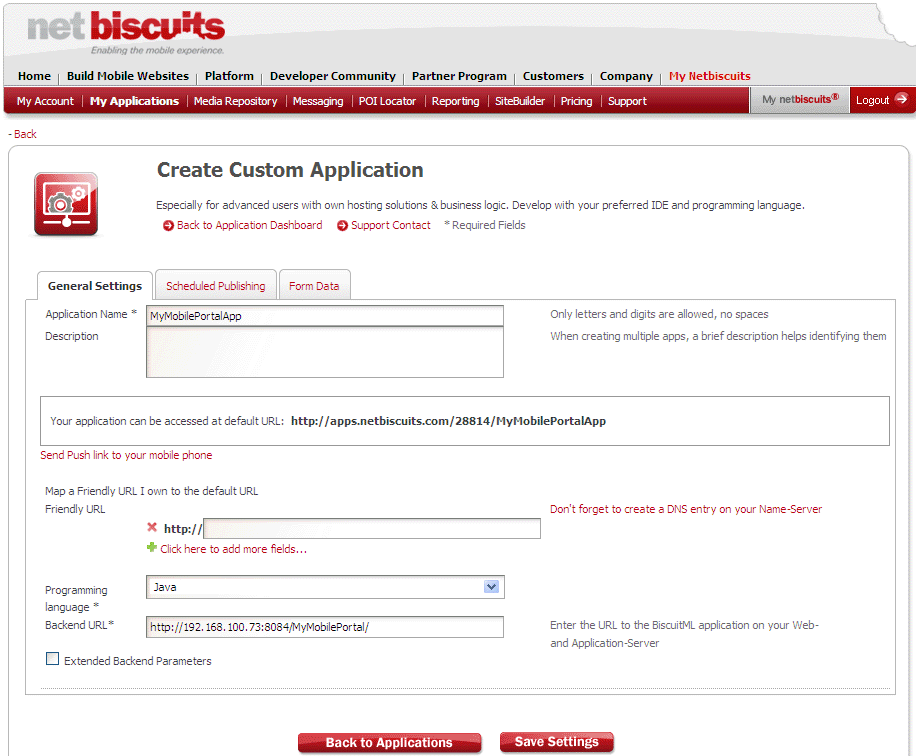 netbiscuits
Enabling the mobile experience.
Home Build Mobile Websites Platform Developer Community Partner Program Customers Company My Netbiscuits
My Account My Applications Media Repository Messaging POI Locator Reporting SiteBuilder Pricing Support My netbiscuits® Logout
- Back
Create Custom Application
Especially for advanced users with own hosting solutions & business logic. Develop with your preferred IDE and programming language.
Back to Application Dashboard Support Contact * Required Fields
General Settings Scheduled Publishing Form Data
Application Name * MyMobilePortalApp Only letters and digits are allowed, no spaces
Description When creating multiple apps, a brief description helps identifying them
Your application can be accessed at default URL: http://apps.netbiscuits.com/28814/MyMobilePortalApp
Send Push link to your mobile phone
Map a Friendly URL I own to the default URL
Friendly URL Don't forget to create a DNS entry on your Name-Server
http://
Click here to add more fields...
Programming Java
language *
Backend URL* http://192.168.100.73:8084/MyMobilePortal/ Enter the URL to the BiscuitML application on your Web-
and Application-Server
Extended Backend Parameters
Back to Applications Save Settings